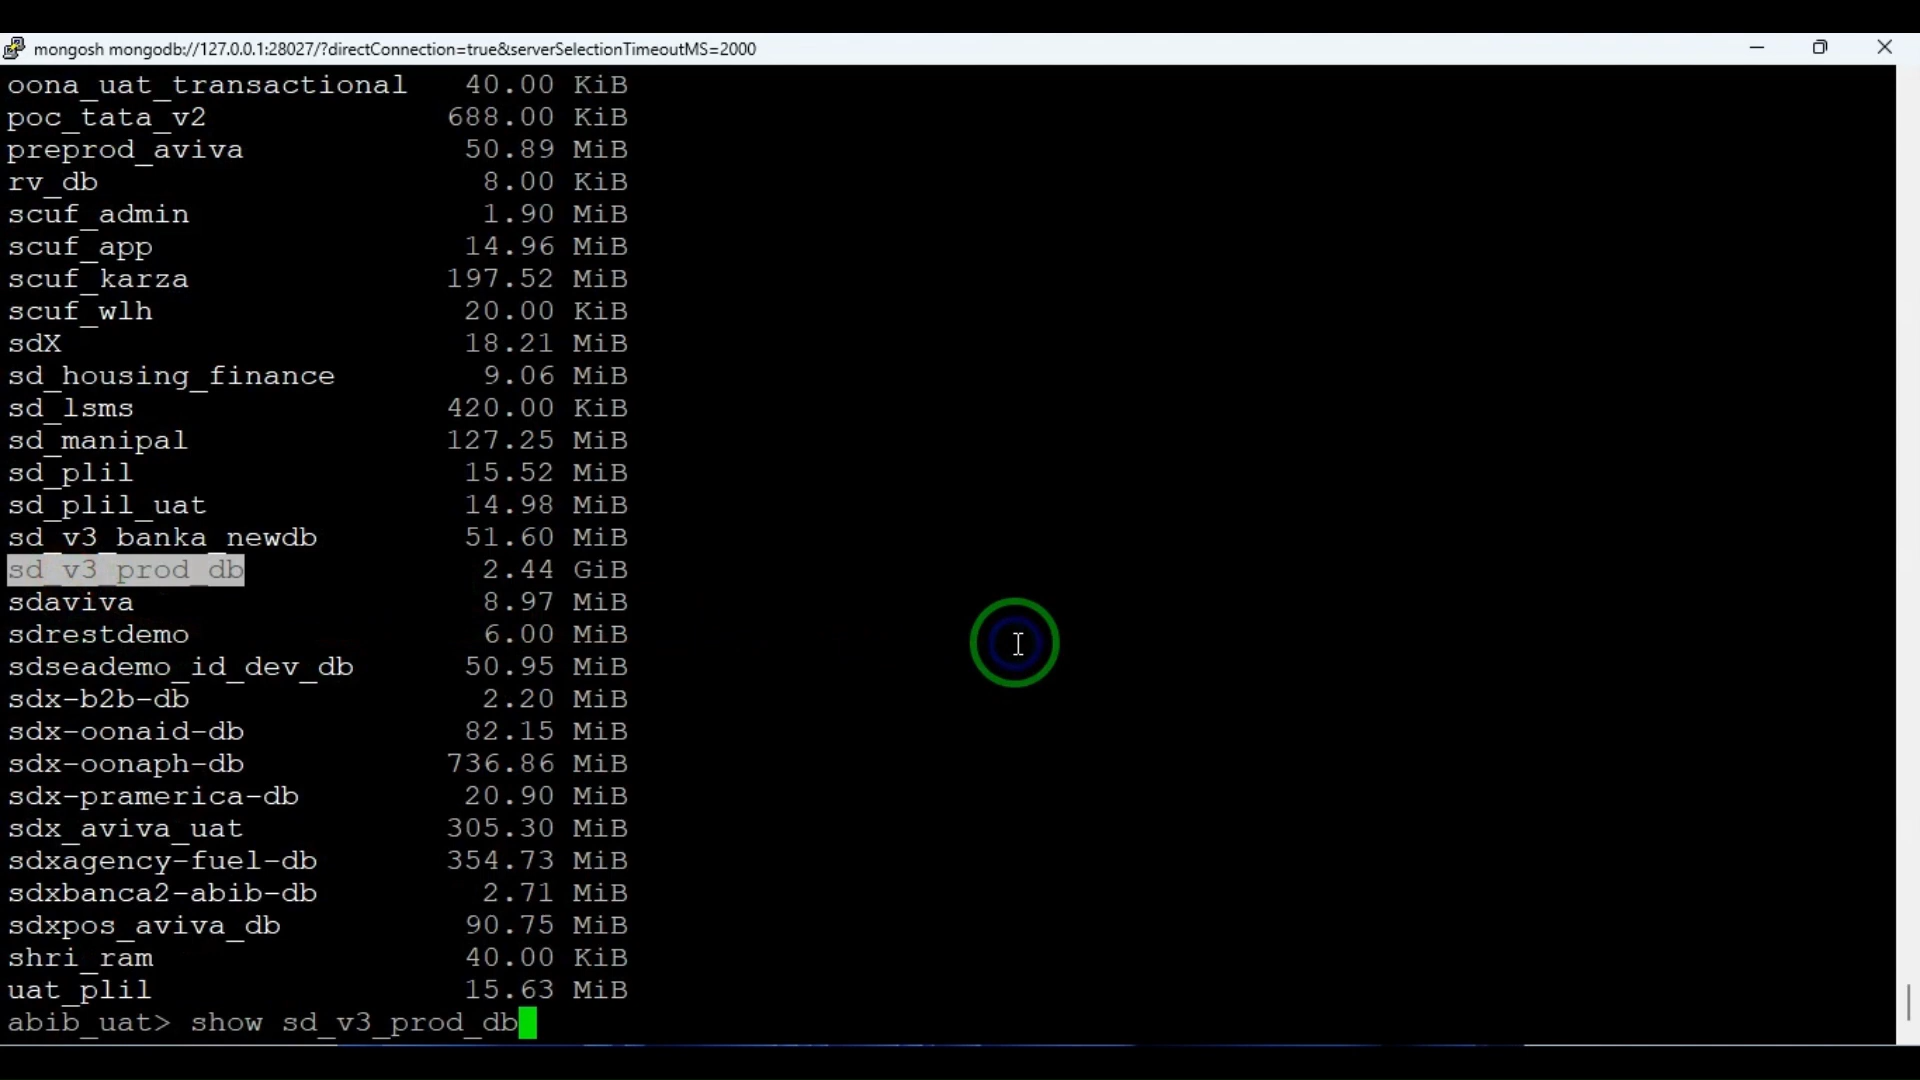 mongosh mongodb://127.0.0.1:28027/?directConnection=true&serverSelectionTimeoutMS=2000
oona_uat_transactional 40.00 KiB
poc_tata_v2 688.00 KiB
preprod_aviva 50.89 MiB
rv_db 8.00 KiB
scuf_admin 1.90 MiB
scuf_app 14.96 MiB
scuf_karza 197.52 MiB
scuf_wlh 20.00 KiB
sdX 18.21 MiB
sd_housing_finance 9.06 MiB
sd_lsms 420.00 KiB
sd_manipal 127.25 MiB
sd_plil 15.52 MiB
sd_plil_uat 14.98 MiB
sd_v3_banka_newdb 51.60 MiB
sd_v3_prod_db 2.44 GiB
sdaviva 8.97 MiB
sdrestdemo 6.00 MiB
sdseademo_id_dev_db 50.95 MiB
sdx-b2b-db 2.20 MiB
sdx-oonaid-db 82.15 MiB
sdx-oonaph-db 736.86 MiB
sdx-pramerica-db 20.90 MiB
sdx_aviva_uat 305.30 MiB
sdxagency-fuel-db 354.73 MiB
sdxbanca2-abib-db 2.71 MiB
sdxpos_aviva_db 90.75 MiB
shri_ram 40.00 KiB
uat_plil 15.63 MiB
abib_uat> show sd_v3_prod_db